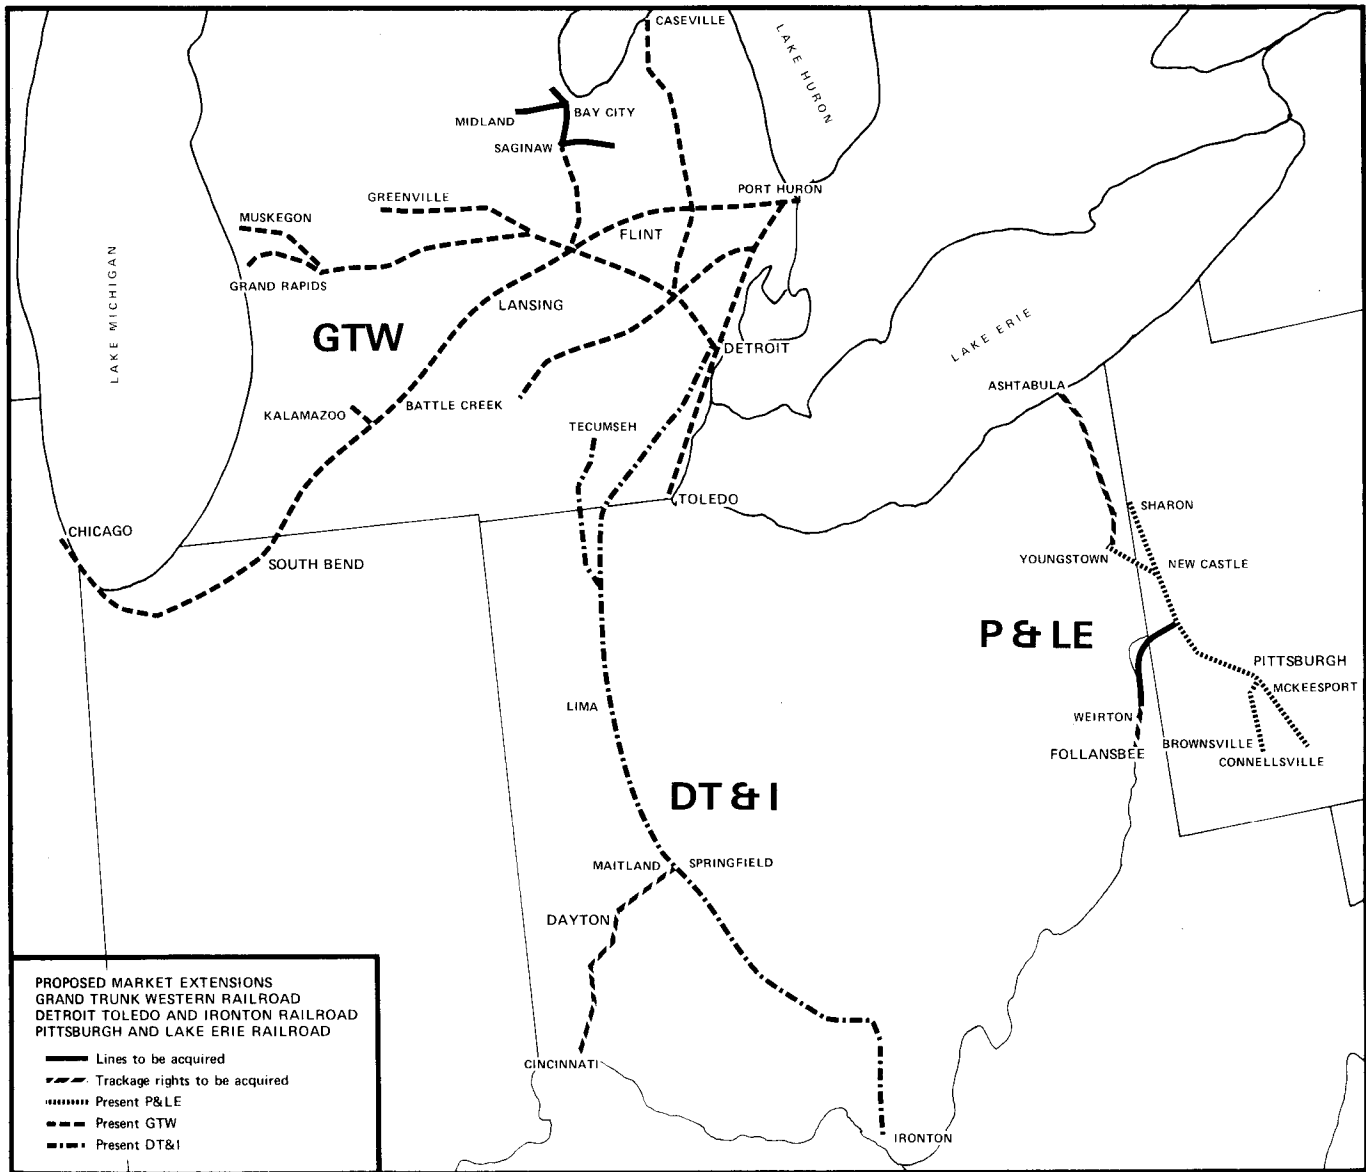 CASEVILLE
LAKE HURON
BAY CITY
MIDLAND
SAGINAW
PORT HURON
GREENVILLE
MUSKEGON
FLINT
LAKE MICHIGAN
GRAND RAPIDS
LANSING
GTW
LAKE ERIE
DETROIT
ASHTABULA
KALAMAZOO
BATTLE CREEK
TECUMSEH
TOLEDO
SHARON
CHICAGO
SOUTH BEND
YOUNGSTOWN
NEW CASTLE
P & LE
PITTSBURGH
MCKEESPORT
LIMA
WEIRTON
BROWNSVILLE
FOLLANSBEE
CONNELLSVILLE
DT & I
MAITLAND
SPRINGFIELD
DAYTON
CINCINNATI
IRONTON
PROPOSED MARKET EXTENSIONS
GRAND TRUNK WESTERN RAILROAD
DETROIT TOLEDO AND IRONTON RAILROAD
PITTSBURGH AND LAKE ERIE RAILROAD
Lines to be acquired
Trackage rights to be acquired
Present P&LE
Present GTW
Present DT&I